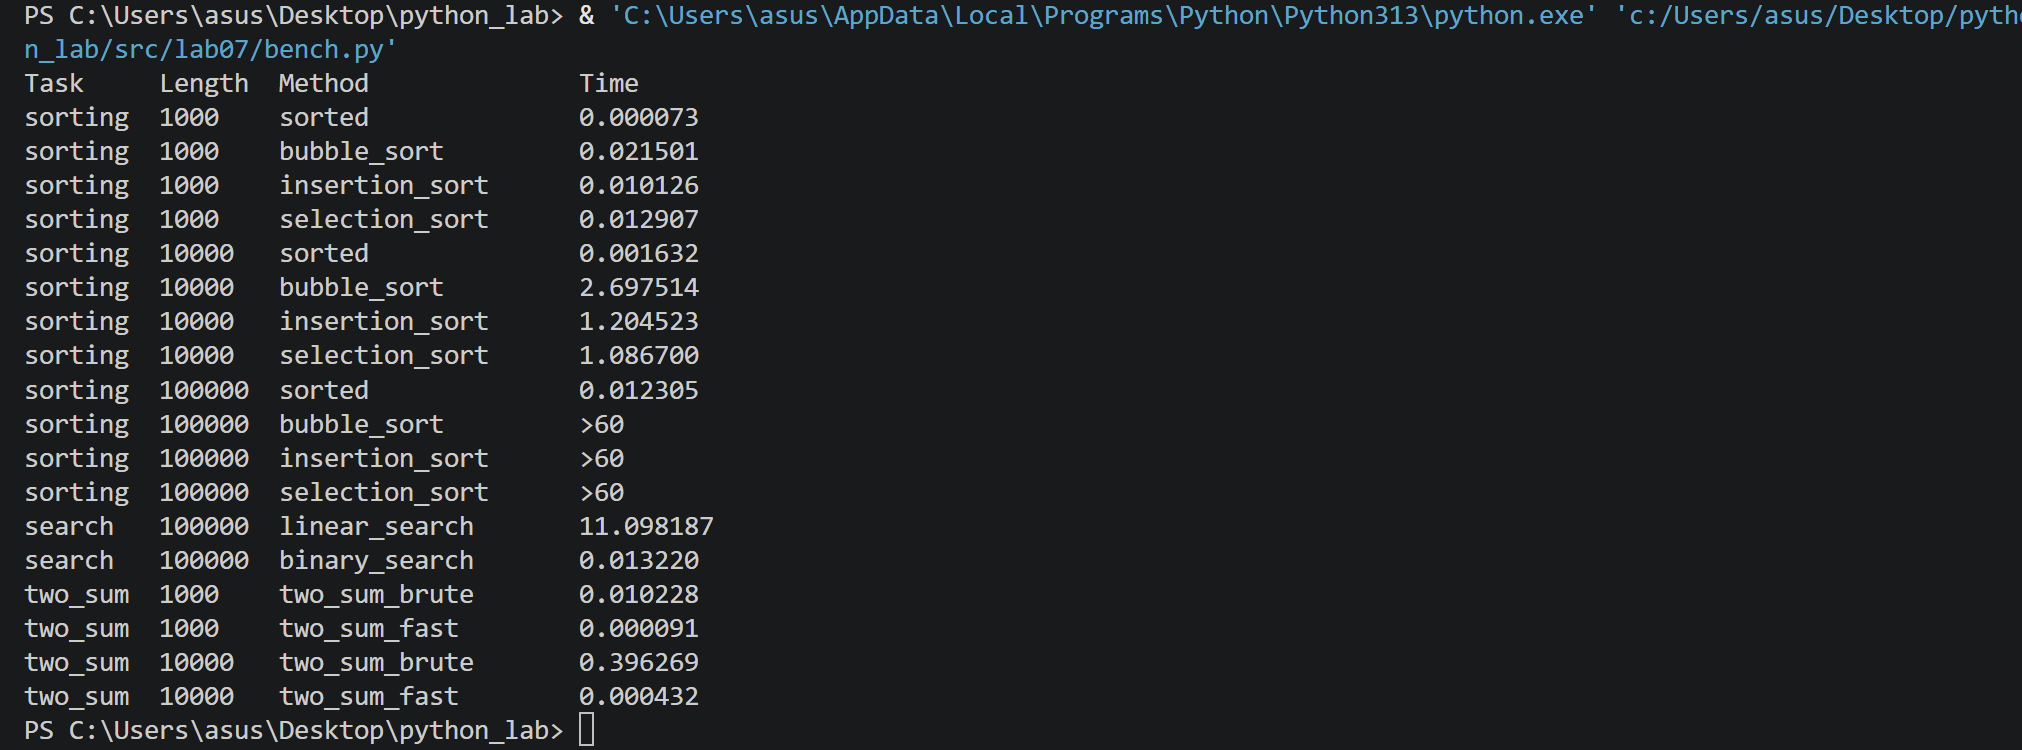 PS C:\Users\asus\Desktop\python_lab> & 'C:\Users\asus\AppData\Local\Programs\Python\Python313\python.exe' 'c:/Users/asus/Desktop/pytho
n_lab/src/lab07/bench.py'
Task     Length  Method              Time
sorting  1000    sorted              0.000073
sorting  1000    bubble_sort         0.021501
sorting  1000    insertion_sort      0.010126
sorting  1000    selection_sort      0.012907
sorting  10000   sorted              0.001632
sorting  10000   bubble_sort         2.697514
sorting  10000   insertion_sort      1.204523
sorting  10000   selection_sort      1.086700
sorting  100000  sorted              0.012305
sorting  100000  bubble_sort         >60
sorting  100000  insertion_sort      >60
sorting  100000  selection_sort      >60
search   100000  linear_search       11.098187
search   100000  binary_search       0.013220
two_sum  1000    two_sum_brute       0.010228
two_sum  1000    two_sum_fast        0.000091
two_sum  10000   two_sum_brute       0.396269
two_sum  10000   two_sum_fast        0.000432
PS C:\Users\asus\Desktop\python_lab>